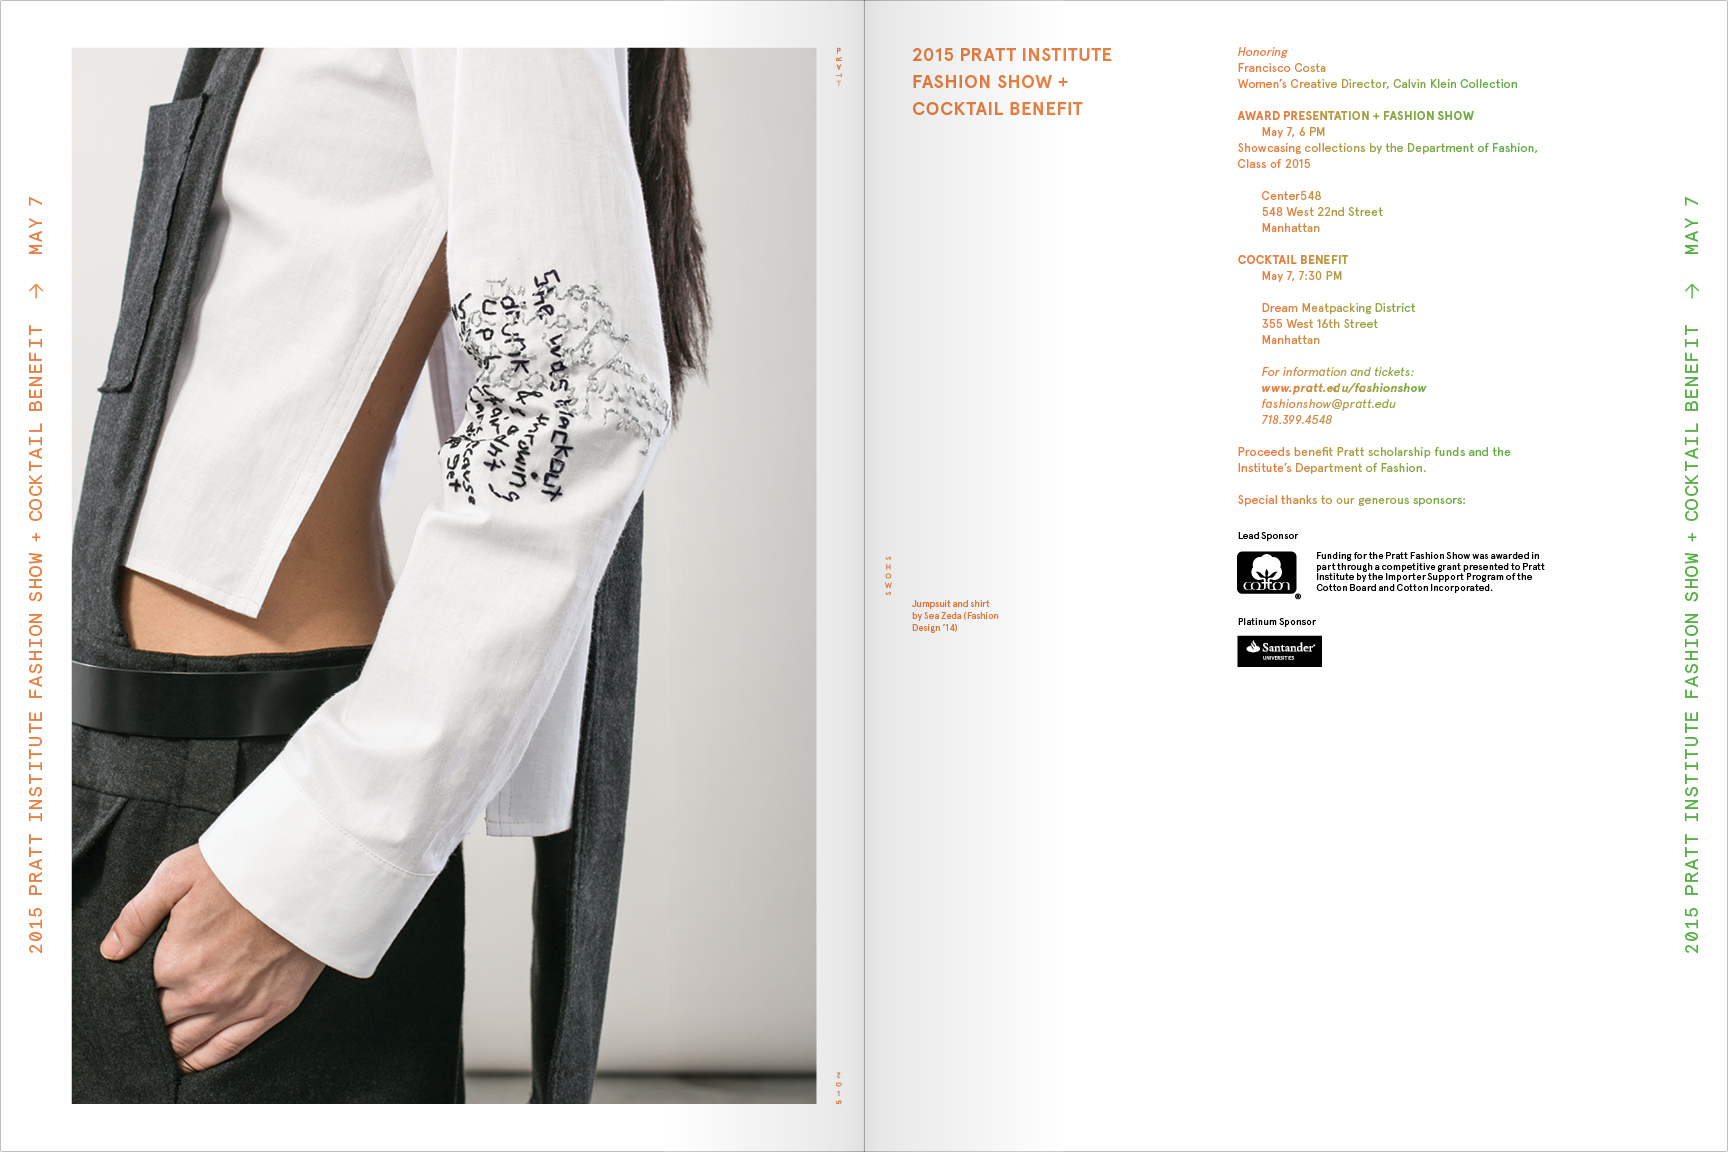 2015 PRATT INSTITUTE FASHION SHOW + COCKTAIL BENEFIT → MAY 7
She was blackout
drunk & throwing
up
because
PRATT
2015
2015 PRATT INSTITUTE
FASHION SHOW +
COCKTAIL BENEFIT
SHOWS
Jumpsuit and shirt
by Sea Zeda (Fashion
Design ’14)
Honoring
Francisco Costa
Women’s Creative Director, Calvin Klein Collection
AWARD PRESENTATION + FASHION SHOW
May 7, 6 PM
Showcasing collections by the Department of Fashion,
Class of 2015
Center548
548 West 22nd Street
Manhattan
COCKTAIL BENEFIT
May 7, 7:30 PM
Dream Meatpacking District
355 West 16th Street
Manhattan
For information and tickets:
www.pratt.edu/fashionshow
fashionshow@pratt.edu
718.399.4548
Proceeds benefit Pratt scholarship funds and the
Institute’s Department of Fashion.
Special thanks to our generous sponsors:
Lead Sponsor
cotton®
Funding for the Pratt Fashion Show was awarded in
part through a competitive grant presented to Pratt
Institute by the Importer Support Program of the
Cotton Board and Cotton Incorporated.
Platinum Sponsor
Santander
UNIVERSITIES
2015 PRATT INSTITUTE FASHION SHOW + COCKTAIL BENEFIT → MAY 7